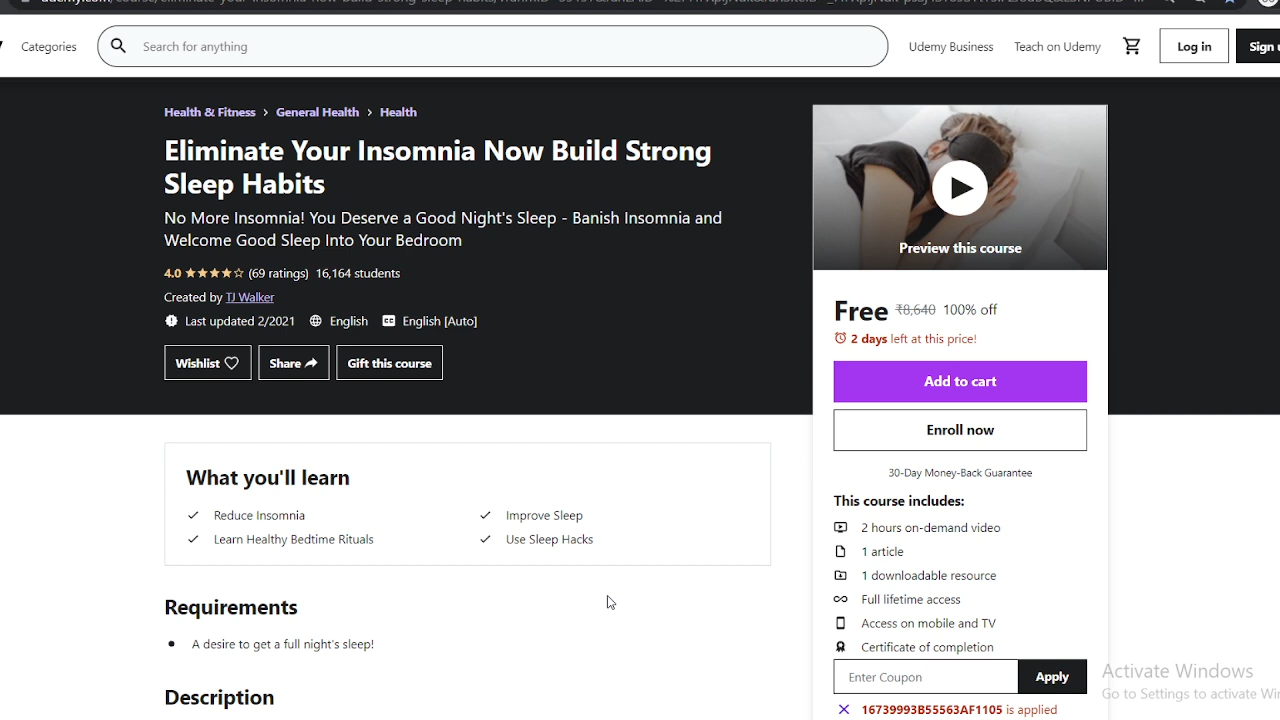 Categories
Search for anything
Udemy Business
Teach on Udemy
Log in
Sign
Health & Fitness > General Health > Health
Eliminate Your Insomnia Now Build Strong
Sleep Habits
No More Insomnia! You Deserve a Good Night's Sleep - Banish Insomnia and
Welcome Good Sleep Into Your Bedroom
4.0 (69 ratings) 16,164 students
Created by TJ Walker
Last updated 2/2021 English English [Auto]
Wishlist
Share
Gift this course
Preview this course
Free ₹8,640 100% off
2 days left at this price!
Add to cart
Enroll now
30-Day Money-Back Guarantee
This course includes:
2 hours on-demand video
1 article
1 downloadable resource
Full lifetime access
Access on mobile and TV
Certificate of completion
Enter Coupon
Apply
16739993B55563AF1105 is applied
What you'll learn
Reduce Insomnia
Improve Sleep
Learn Healthy Bedtime Rituals
Use Sleep Hacks
Requirements
A desire to get a full night's sleep!
Description
Activate Windows
Go to Settings to activate